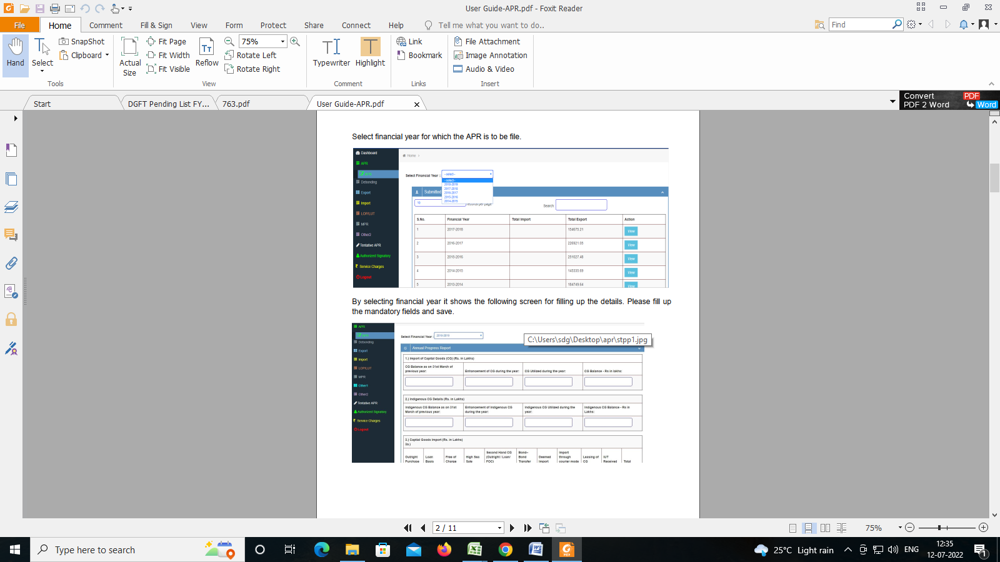 User Guide-APR.pdf - Foxit Reader
File
Home
Comment
Fill & Sign
View
Form
Protect
Share
Connect
Help
Tell me what you want to do..
Find
Hand
Select
SnapShot
Clipboard
Tools
Actual
Size
Fit Page
Fit Width
Fit Visible
Reflow
75%
Rotate Left
Rotate Right
View
Typewriter
Highlight
Comment
Link
Bookmark
Links
File Attachment
Image Annotation
Audio & Video
Insert
Start
DGFT Pending List FY...
763.pdf
User Guide-APR.pdf
Convert PDF
PDF 2 Word Word
Select financial year for which the APR is to be file.
Dashboard
APR
Debonding
Export
Import
LOP/LUT
MPR
Other2
Tentative APR
Authorized Signatory
Service Charges
Logout
Home
Select Financial Year :
--select--
--select--
2018-2019
2017-2018
2016-2017
2015-2016
2014-2015
Submitted
10 records per page
Search:
S.No. Financial Year Total Import Total Export Action
1 2017-2018 154675.21 View
2 2016-2017 226921.05 View
3 2015-2016 251027.46 View
4 2014-2015 145335.69 View
5 2013-2014 184749.64 View
By selecting financial year it shows the following screen for filling up the details. Please fill up
the mandatory fields and save.
APR
Debonding
Export
Import
LOP/LUT
MPR
Other1
Other2
Tentative APR
Authorized Signatory
Service Charges
Logout
Select Financial Year : 2018-2019
C:\Users\sdg\Desktop\apr\stpp1.jpg
Annual Progress Report
1.) Import of Capital Goods (CG) (Rs. in Lakhs)
CG Balance as on 31st March of
previous year:
Enhancement of CG during the year:
CG Utilized during the year:
CG Balance - Rs in lakhs:
2.) Indigenous CG Details (Rs. in Lakhs)
Indigenous CG Balance as on 31st
March of previous year:
Enhancement of Indigenous CG
during the year:
Indigenous CG Utilized during the
year:
Indigenous CG Balance - Rs in
Lakhs:
3.) Captial Goods Import (Rs. in Lakhs)
3a.)
Outright
Purchase
Loan
Basis
Free of
Charge
High Sea
Sale
Second Hand CG
(Outright / Loan/
FOC)
Bond-
Bond
Transfer
Deemed
Import
Import
through
courier mode
Leasing of
CG
IUT
Received
Total
2 / 11
75%
Type here to search
25°C Light rain
ENG
12:35
12-07-2022
1